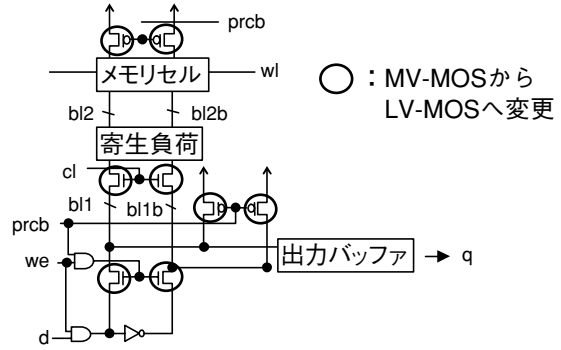 prcb
メモリセル
wl
○：MV-MOSから
LV-MOSへ変更
bl2
bl2b
寄生負荷
cl
bl1
bl1b
prcb
we
出力バッファ
q
d